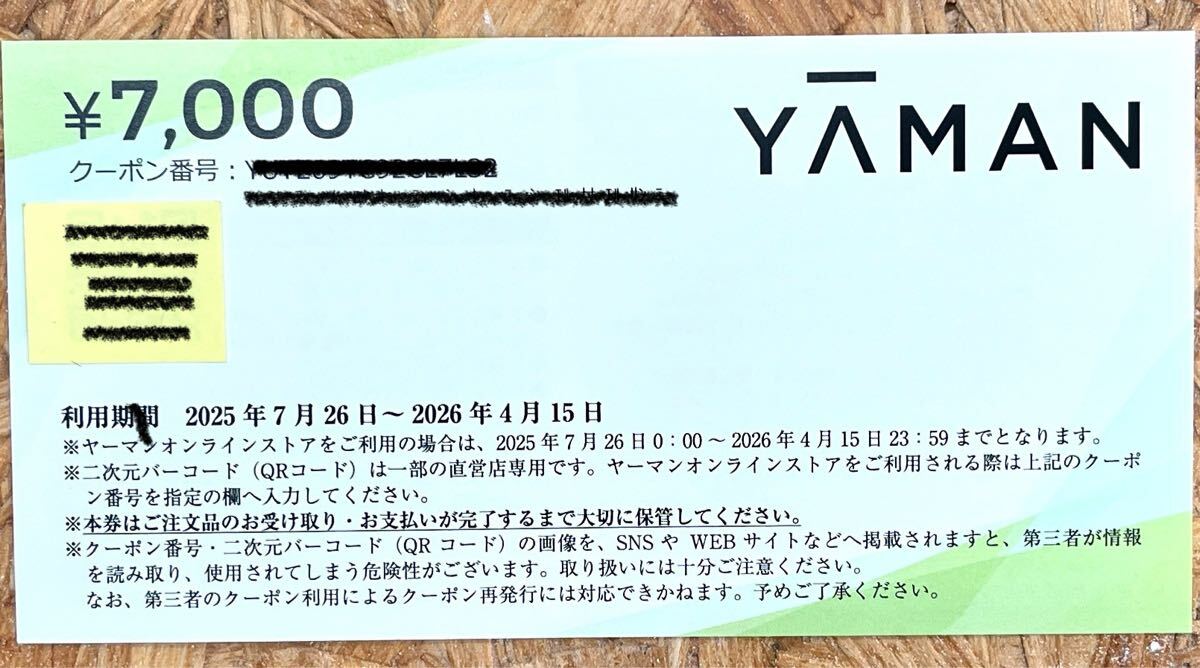 ¥7,000
YAMAN
クーポン番号：
利用期間　2025年7月26日～2026年4月15日
※ヤーマンオンラインストアをご利用の場合は、2025年7月26日0：00～2026年4月15日23：59までとなります。
※二次元バーコード（QRコード）は一部の直営店専用です。ヤーマンオンラインストアをご利用される際は上記のクーポ
ン番号を指定の欄へ入力してください。
※本券はご注文品のお受け取り・お支払いが完了するまで大切に保管してください。
※クーポン番号・二次元バーコード（QRコード）の画像を、SNSやWEBサイトなどへ掲載されますと、第三者が情報
を読み取り、使用されてしまう危険性がございます。取り扱いには十分ご注意ください。
なお、第三者のクーポン利用によるクーポン再発行には対応できかねます。予めご了承ください。